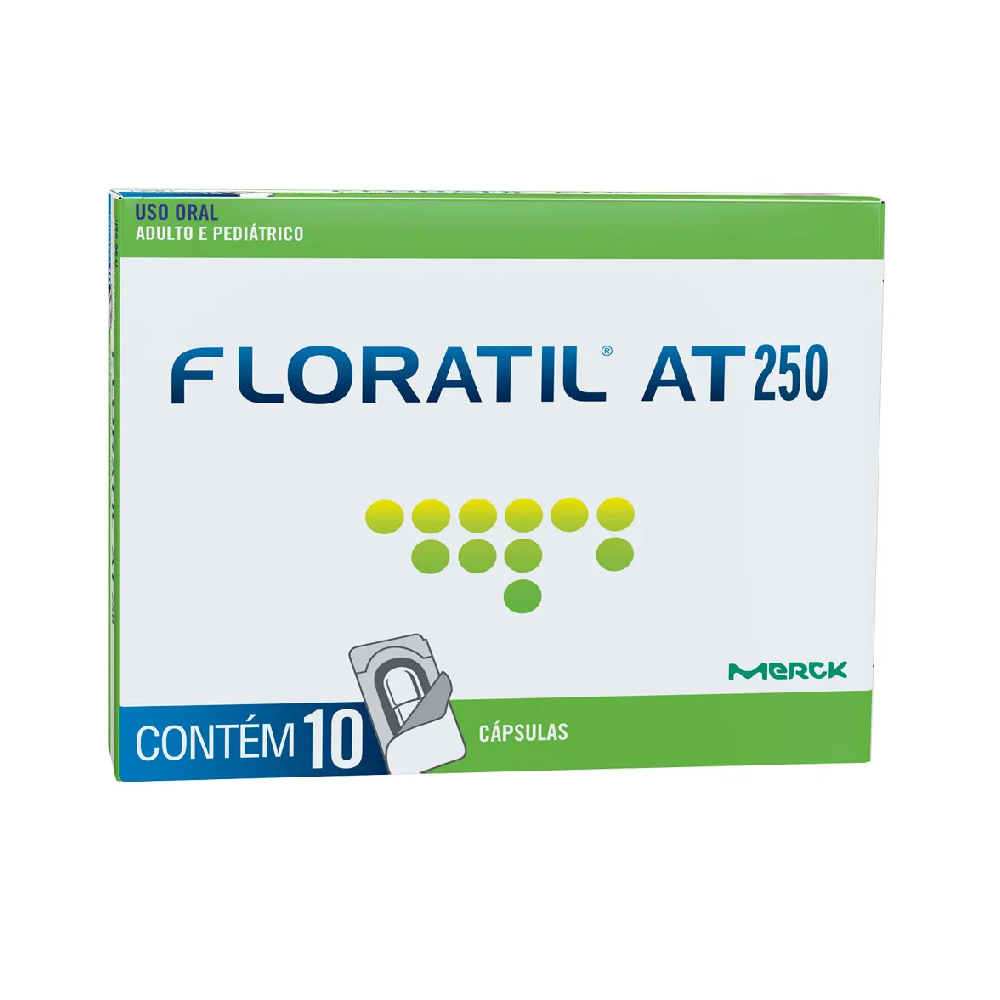 USO ORAL
ADULTO E PEDIÁTRICO
FLORATIL® AT 250
MERCK
CONTÉM 10
CÁPSULAS